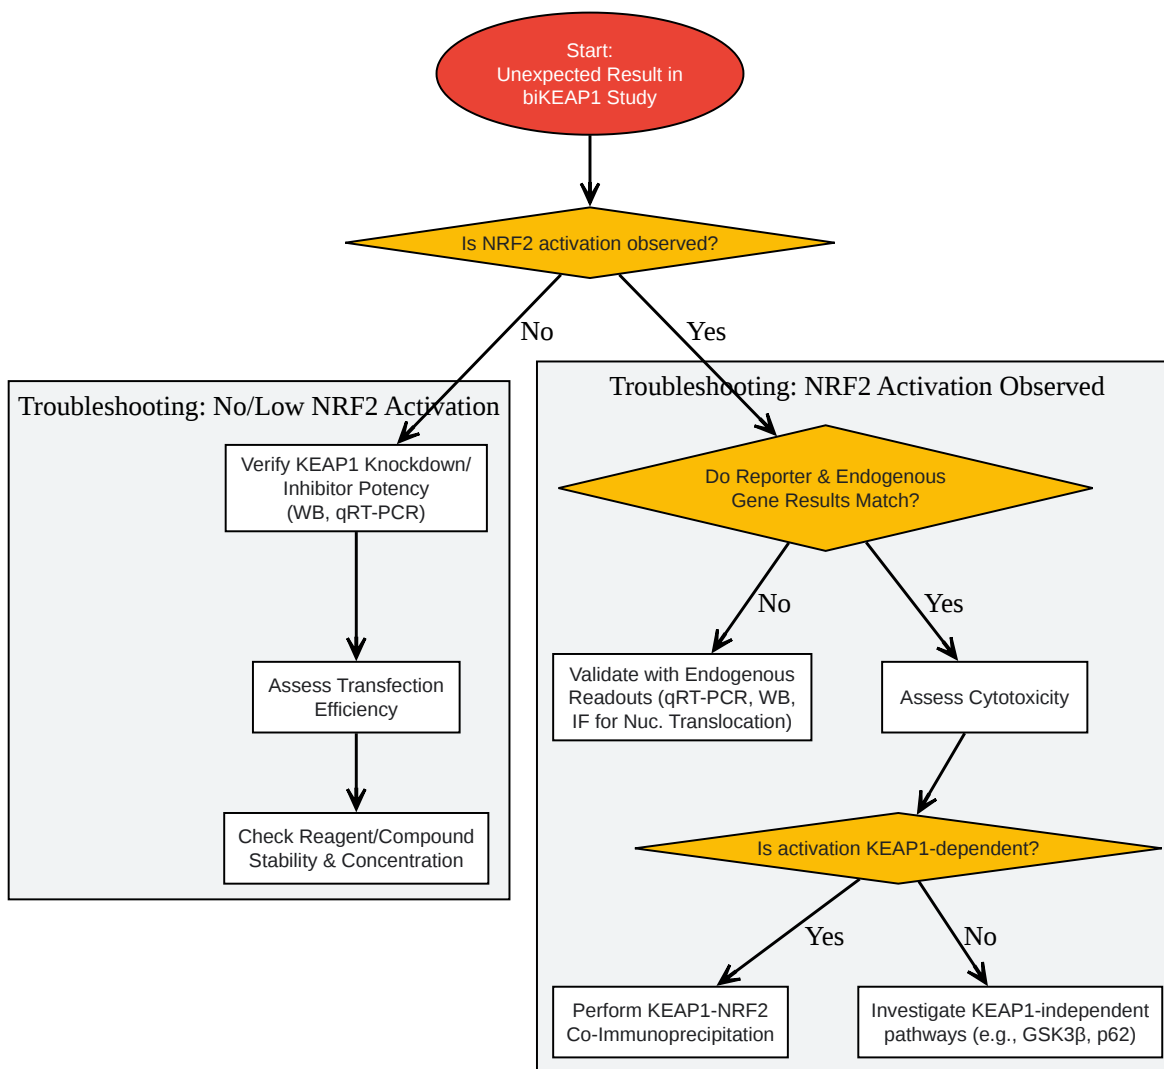 Start:
Unexpected Result in
biKEAP1 Study
Is NRF2 activation observed?
No
Yes
Troubleshooting: No/Low NRF2 Activation
Verify KEAP1 Knockdown/
Inhibitor Potency
(WB, qRT-PCR)
Assess Transfection
Efficiency
Check Reagent/Compound
Stability & Concentration
Troubleshooting: NRF2 Activation Observed
Do Reporter & Endogenous
Gene Results Match?
No
Yes
Validate with Endogenous
Readouts (qRT-PCR, WB,
IF for Nuc. Translocation)
Assess Cytotoxicity
Is activation KEAP1-dependent?
Yes
No
Perform KEAP1-NRF2
Co-Immunoprecipitation
Investigate KEAP1-independent
pathways (e.g., GSK3β, p62)